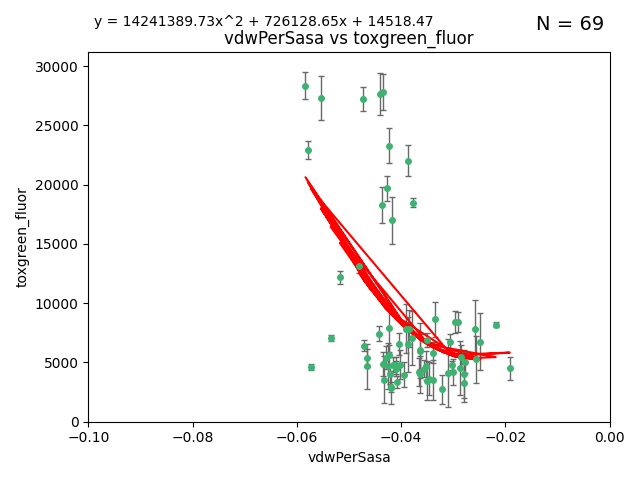 y = 14241389.73x^2 + 726128.65x + 14518.47
N = 69
vdwPerSasa vs toxgreen_fluor
30000
25000
20000
15000
10000
5000
0
toxgreen_fluor
−0.10
−0.08
−0.06
−0.04
−0.02
0.00
vdwPerSasa